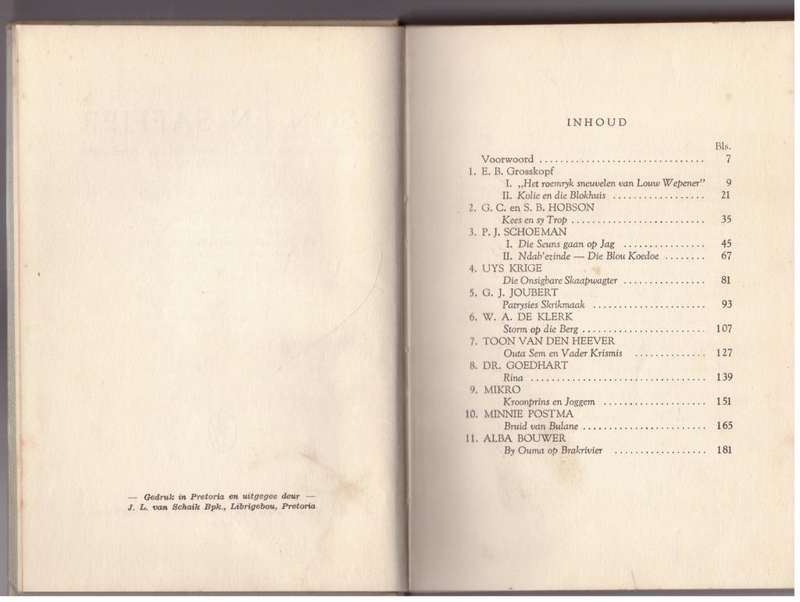 — Gedruk in Pretoria en uitgegee deur —
J. L. van Schaik Bpk., Librigebou, Pretoria
INHOUD
Bls.
Voorwoord ............................... 7
1. E. B. Grosskopf
I. „Het roemryk sneuvelen van Louw Wepener” 9
II. Kolie en die Blokhuis .................. 21
2. G. C. en S. B. HOBSON
Kees en sy Trop .......................... 35
3. P. J. SCHOEMAN
I. Die Seuns gaan op Jag ................ 45
II. Ndab'ezinde — Die Blou Koedoe ........ 67
4. UYS KRIGE
Die Onsigbare Skaapwagter ................ 81
5. G. J. JOUBERT
Patrysies Skrikmaak ...................... 93
6. W. A. DE KLERK
Storm op die Berg ........................ 107
7. TOON VAN DEN HEEVER
Outa Sem en Vader Krismis .............. 127
8. DR. GOEDHART
Rina .................................. 139
9. MIKRO
Kroonprins en Joggem .................... 151
10. MINNIE POSTMA
Bruid van Bulane ........................ 165
11. ALBA BOUWER
By Ouma op Brakrivier .................. 181